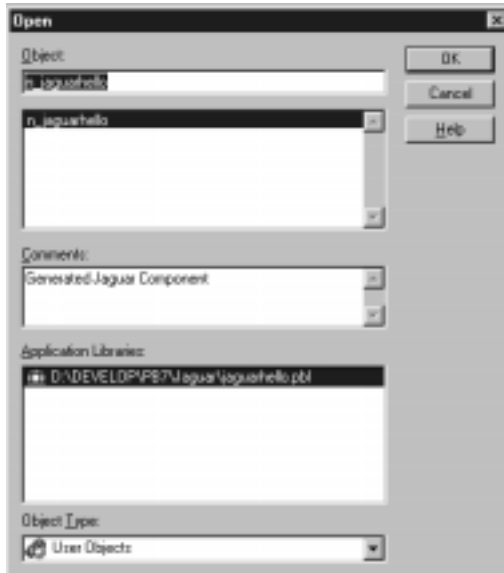 Open
Object:
OK
n_jaguarhello
Cancel
n_jaguarhello
Help
Comments:
Generated Jaguar Component
Application Libraries:
D:\DEVELOP\PB7\Jaguar\jaguarhello.pbl
Object Type:
User Objects